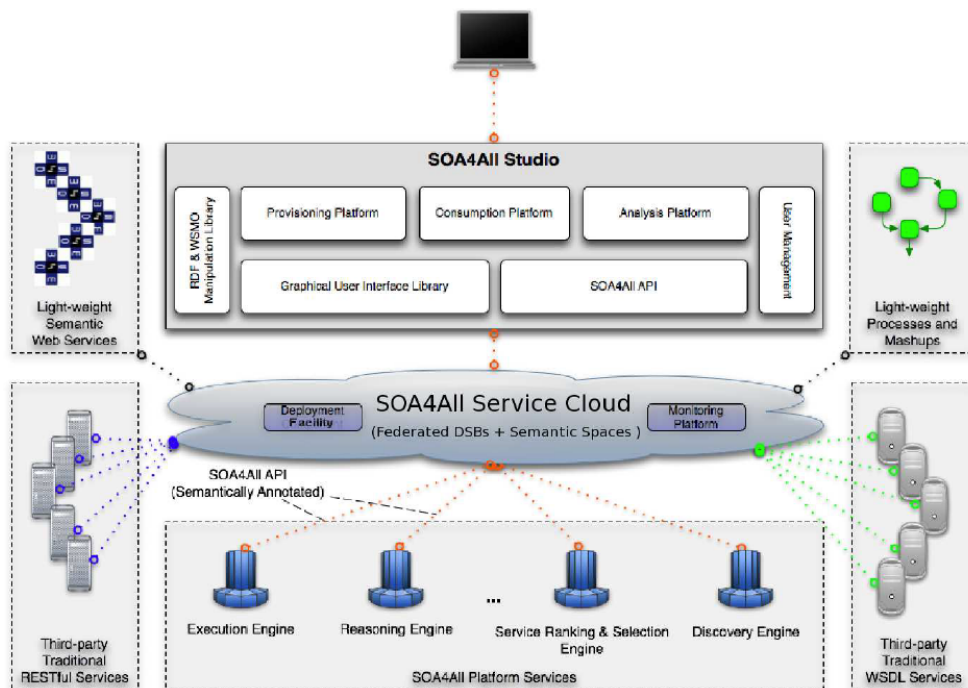 SOA4All Studio
RDF & WSMO
Manipulation Library
Provisioning Platform
Consumption Platform
Analysis Platform
User Management
Graphical User Interface Library
SOA4All API
Light-weight
Semantic
Web Services
Light-weight
Processes and
Mashups
SOA4All Service Cloud
(Federated DSBs + Semantic Spaces )
Deployment
Facility
Monitoring
Platform
SOA4All API
(Semantically Annotated)
Execution Engine
Reasoning Engine
...
Service Ranking & Selection
Engine
Discovery Engine
SOA4All Platform Services
Third-party
Traditional
RESTful Services
Third-party
Traditional
WSDL Services